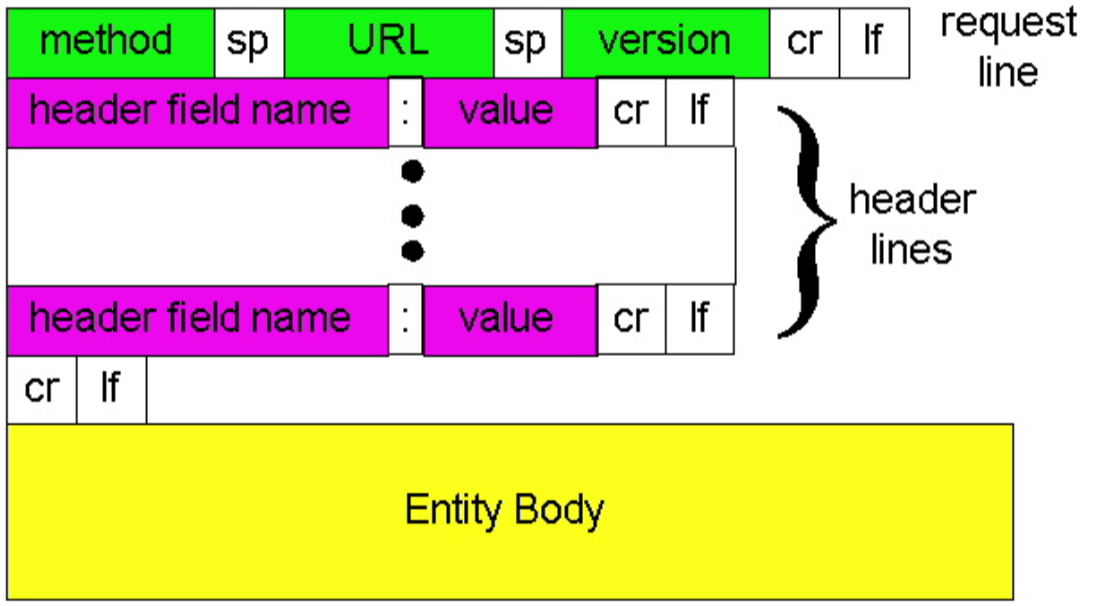 method sp URL sp version cr lf
request
line
header field name : value cr lf
header
lines
header field name : value cr lf
cr lf
Entity Body